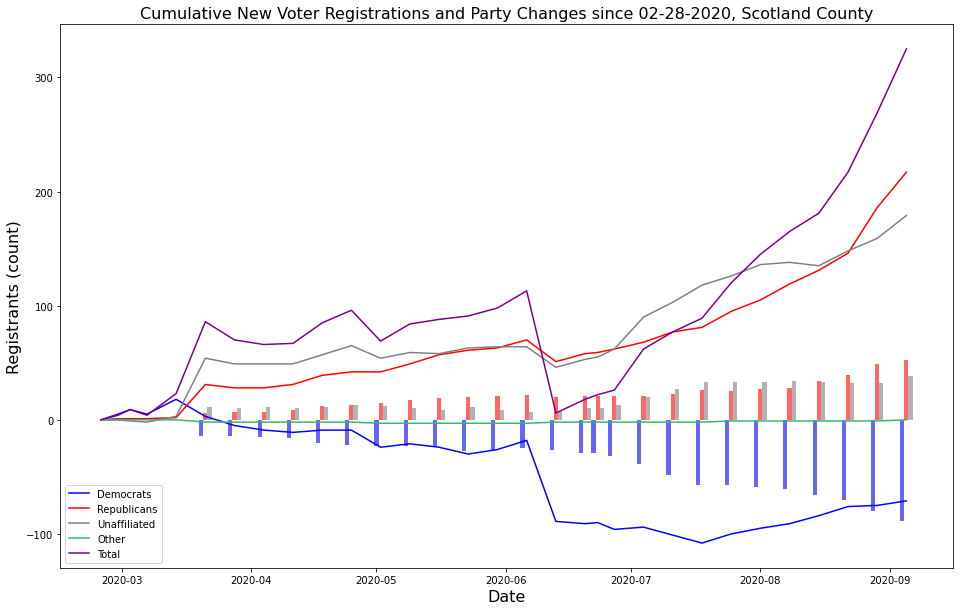 Cumulative New Voter Registrations and Party Changes since 02-28-2020, Scotland County
Registrants (count)
300
200
100
0
−100
Democrats
Republicans
Unaffiliated
Other
Total
2020-03
2020-04
2020-05
2020-06
2020-07
2020-08
2020-09
Date